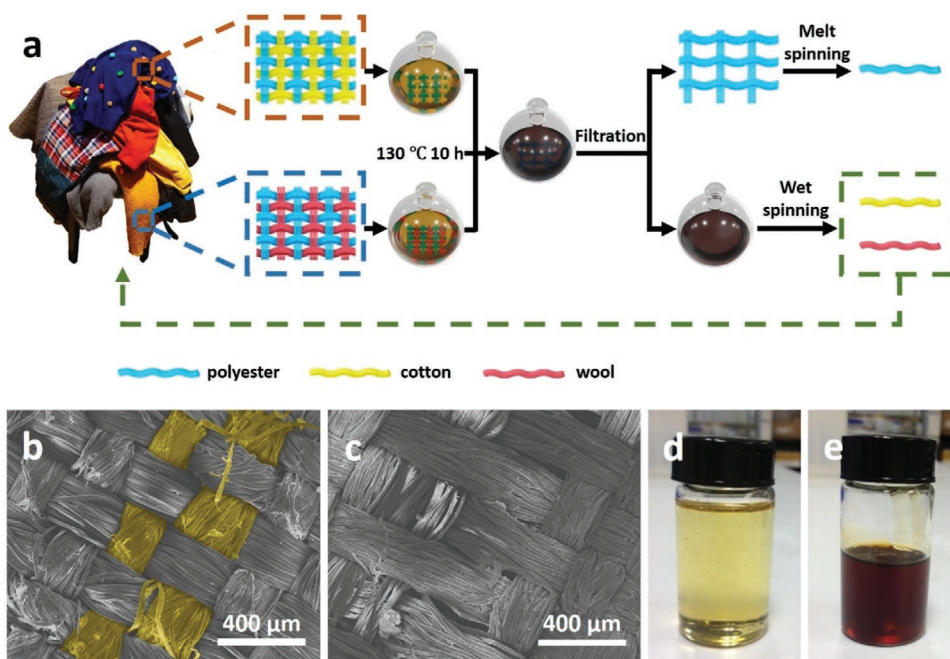 a
130 °C 10 h
Filtration
Melt
spinning
Wet
spinning
polyester
cotton
wool
b
400 μm
c
400 μm
d
e